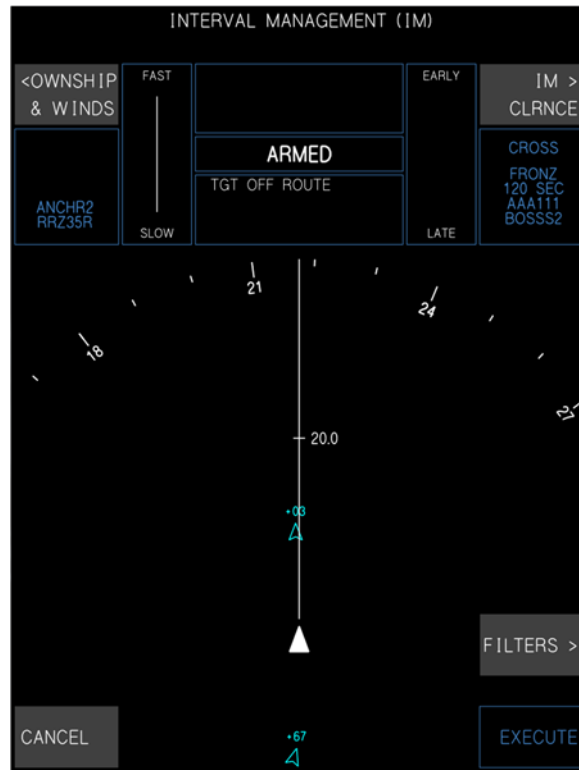 INTERVAL MANAGEMENT (IM)
<OWNSHIP
& WINDS
FAST
EARLY
IM >
CLRNCE
ARMED
TGT OFF ROUTE
ANCHR2
RRZ35R
SLOW
LATE
CROSS
FRONZ
120 SEC
AAA111
BOSSS2
18
21
24
27
20.0
+03
FILTERS >
+67
CANCEL
EXECUTE